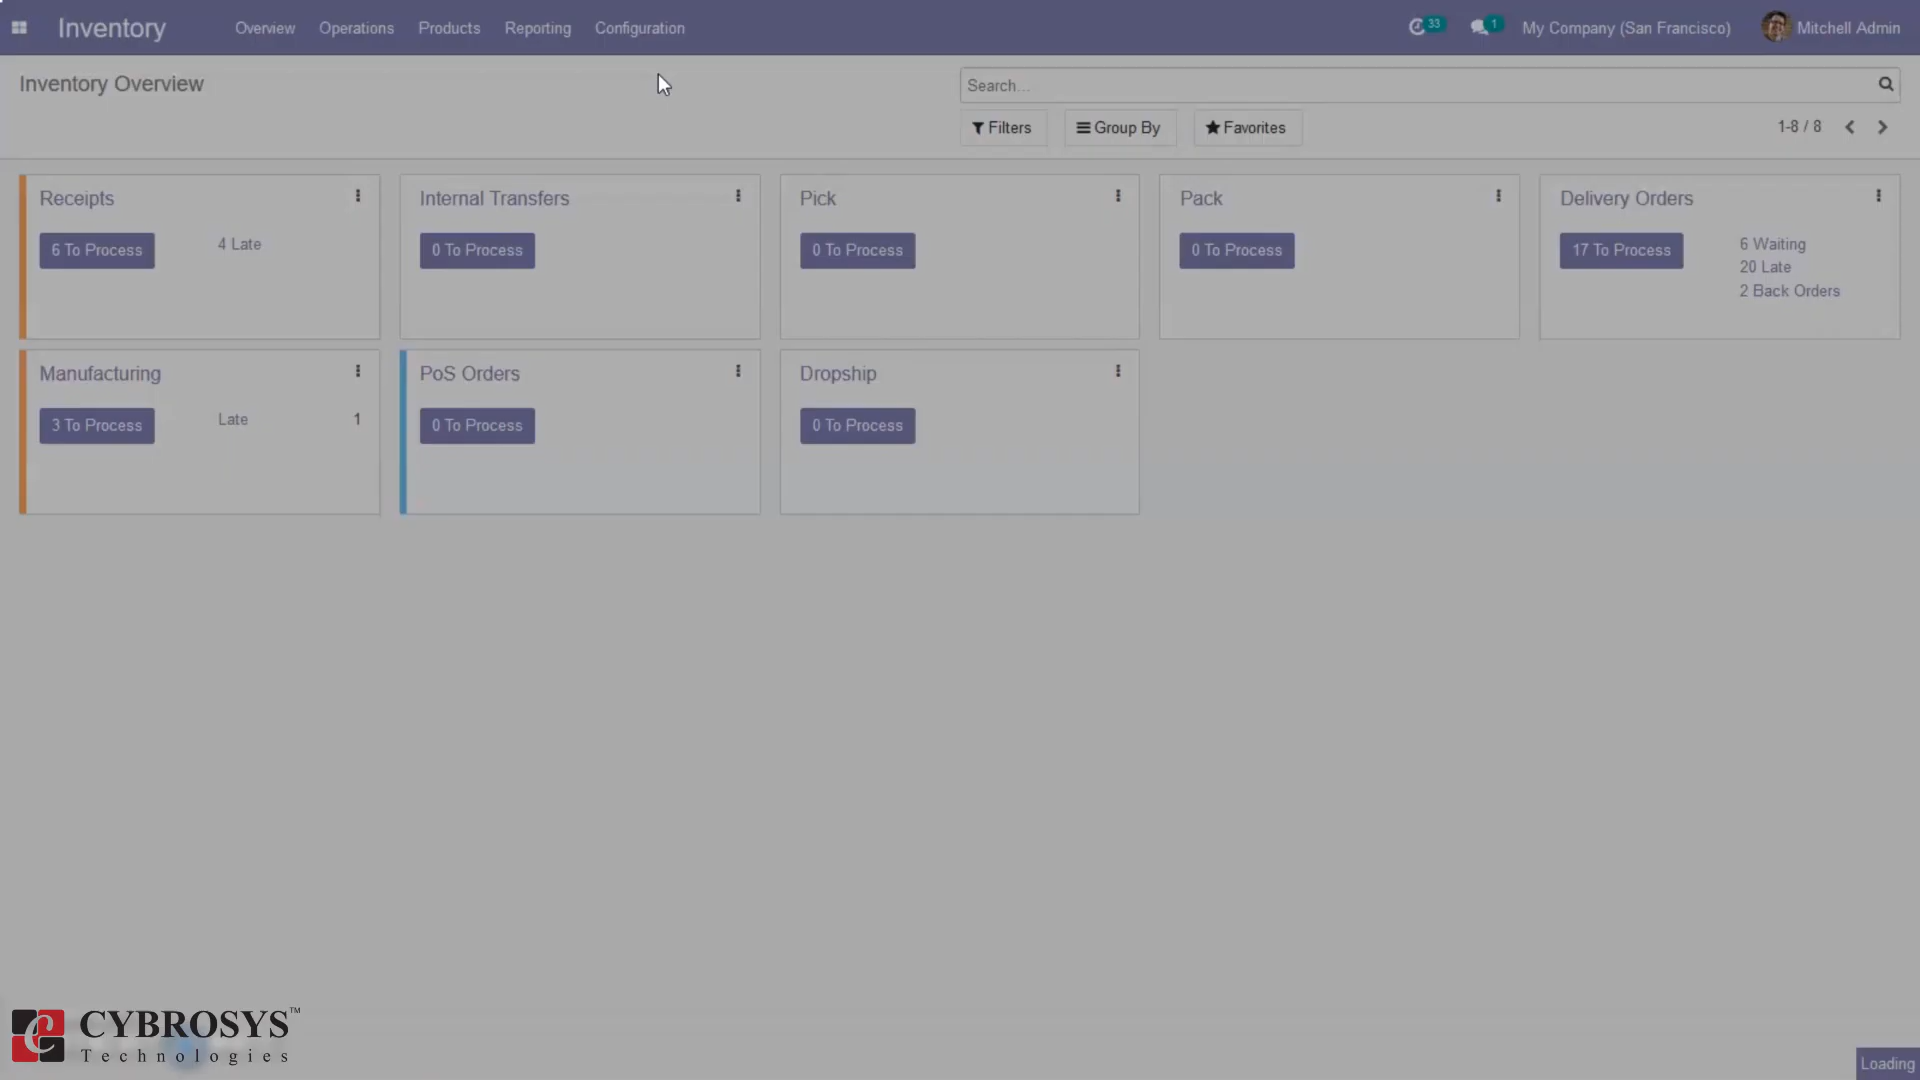 Inventory
Overview
Operations
Products
Reporting
Configuration
33
1
My Company (San Francisco)
Mitchell Admin
Inventory Overview
Search...
Filters
Group By
Favorites
1-8 / 8
Receipts
6 To Process
4 Late
Internal Transfers
0 To Process
Pick
0 To Process
Pack
0 To Process
Delivery Orders
17 To Process
6 Waiting
20 Late
2 Back Orders
Manufacturing
3 To Process
Late 1
PoS Orders
0 To Process
Dropship
0 To Process
CYBROSYS™
Technologies
Loading